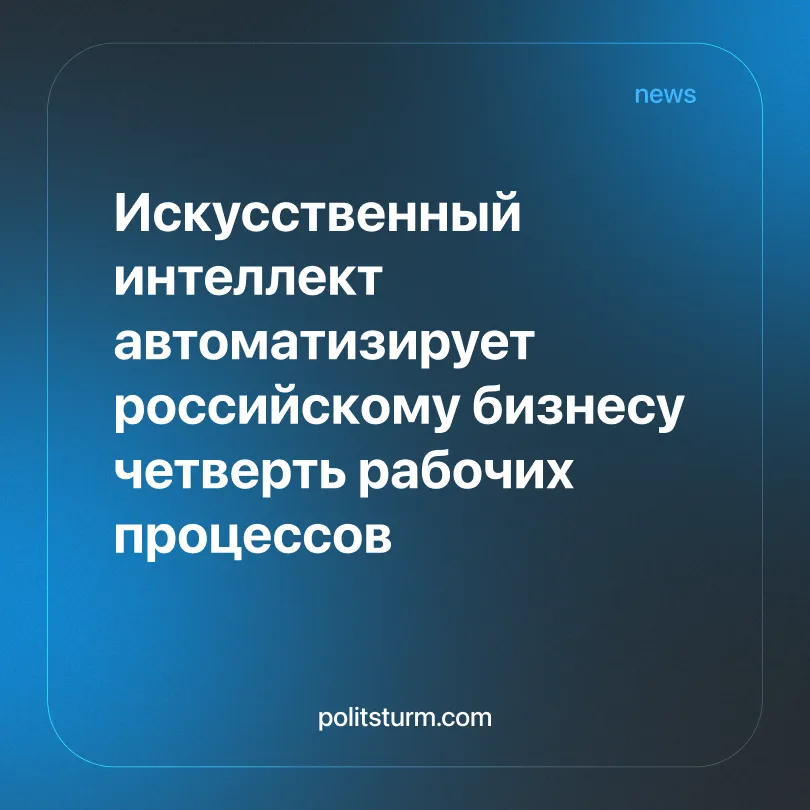 news
Искусственный
интеллект
автоматизирует
российскому бизнесу
четверть рабочих
процессов
politsturm.com